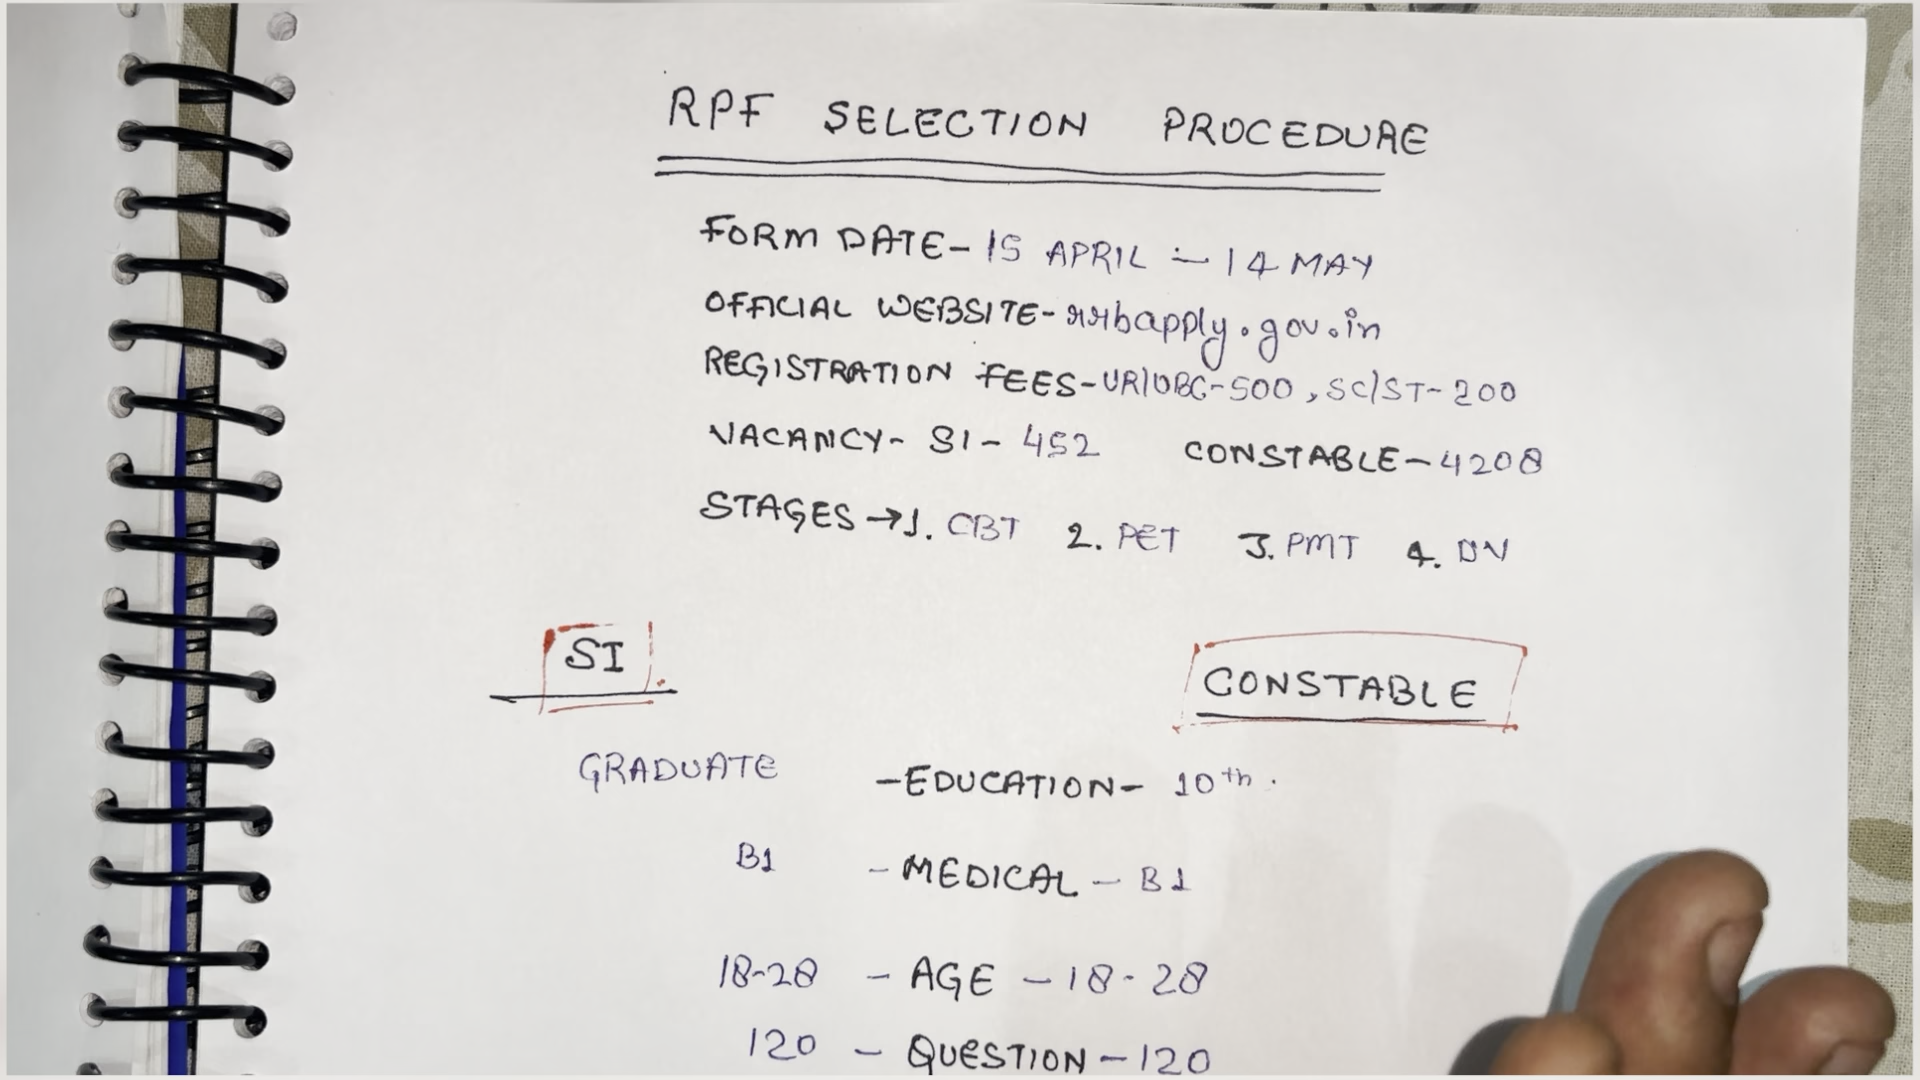 RPF SELECTION PROCEDURE
FORM DATE- 15 APRIL - 14 MAY
OFFICIAL WEBSITE- rrbapply.gov.in
REGISTRATION FEES-UR/OBC-500, SC/ST-200
VACANCY- SI- 452 CONSTABLE-4208
STAGES →1. CBT 2. PET 3. PMT 4. DV
SI CONSTABLE
GRADUATE -EDUCATION- 10th.
B1 - MEDICAL - B1
18-28 - AGE - 18-28
120 - QUESTION - 120